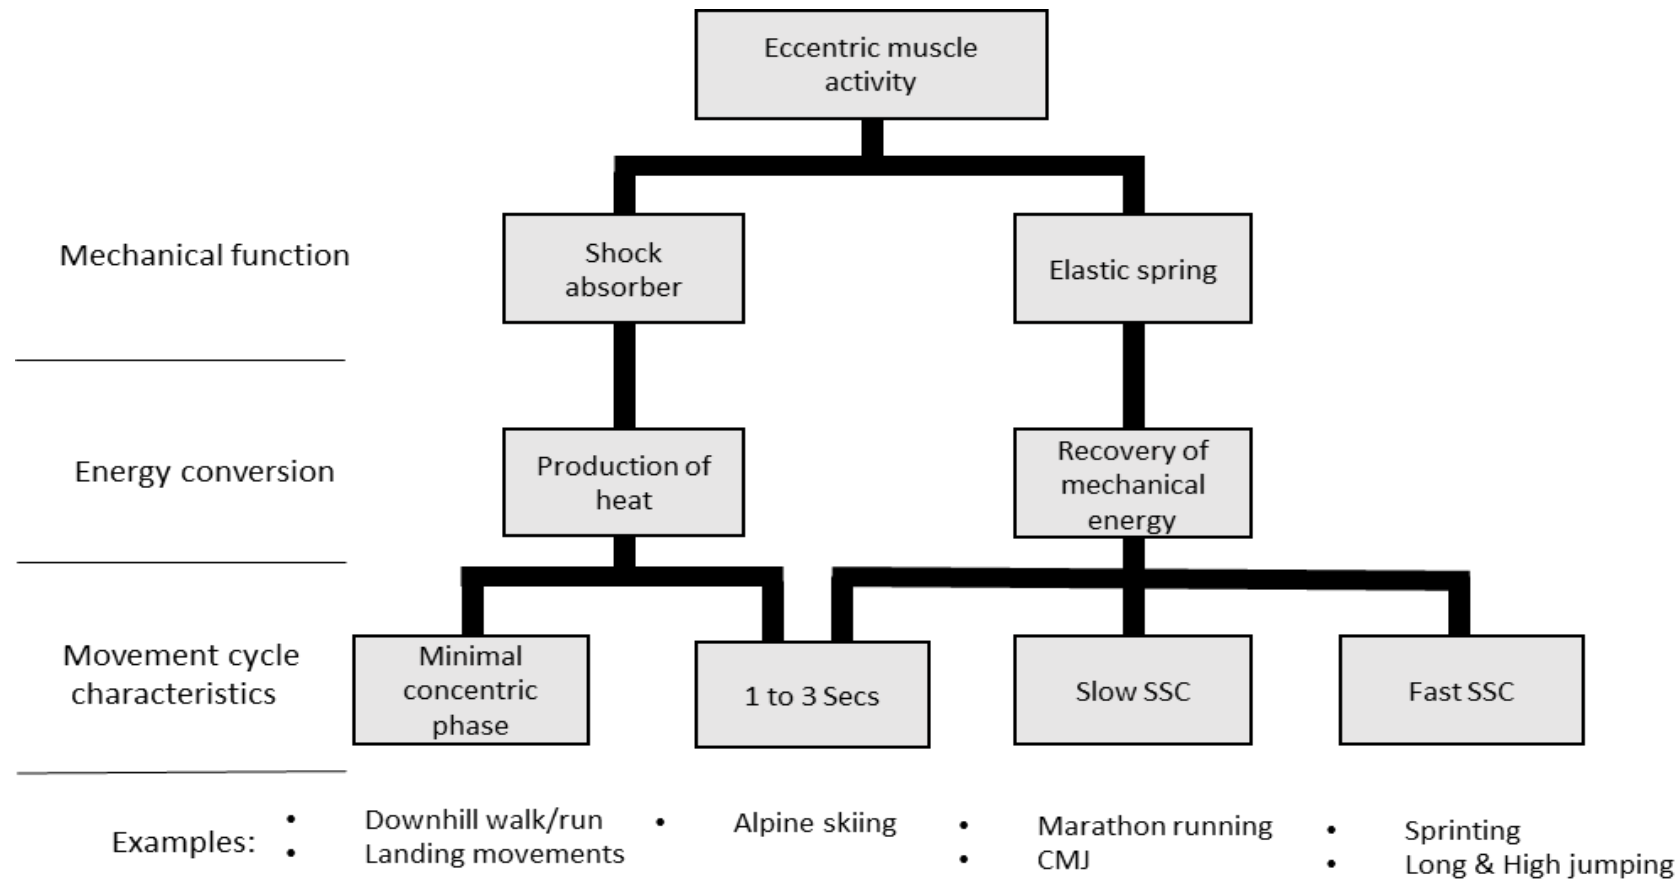 Eccentric muscle
activity
Mechanical function
Shock
absorber
Elastic spring
Energy conversion
Production of
heat
Recovery of
mechanical
energy
Movement cycle
characteristics
Minimal
concentric
phase
1 to 3 Secs
Slow SSC
Fast SSC
Examples:
• Downhill walk/run
• Landing movements
• Alpine skiing
• Marathon running
• CMJ
• Sprinting
• Long & High jumping